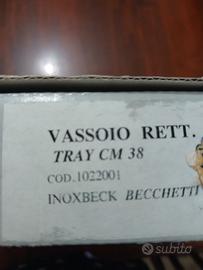 VASSOIO RETT.
TRAY CM 38
COD.1022001
INOXBECK BECCHETTI
subito